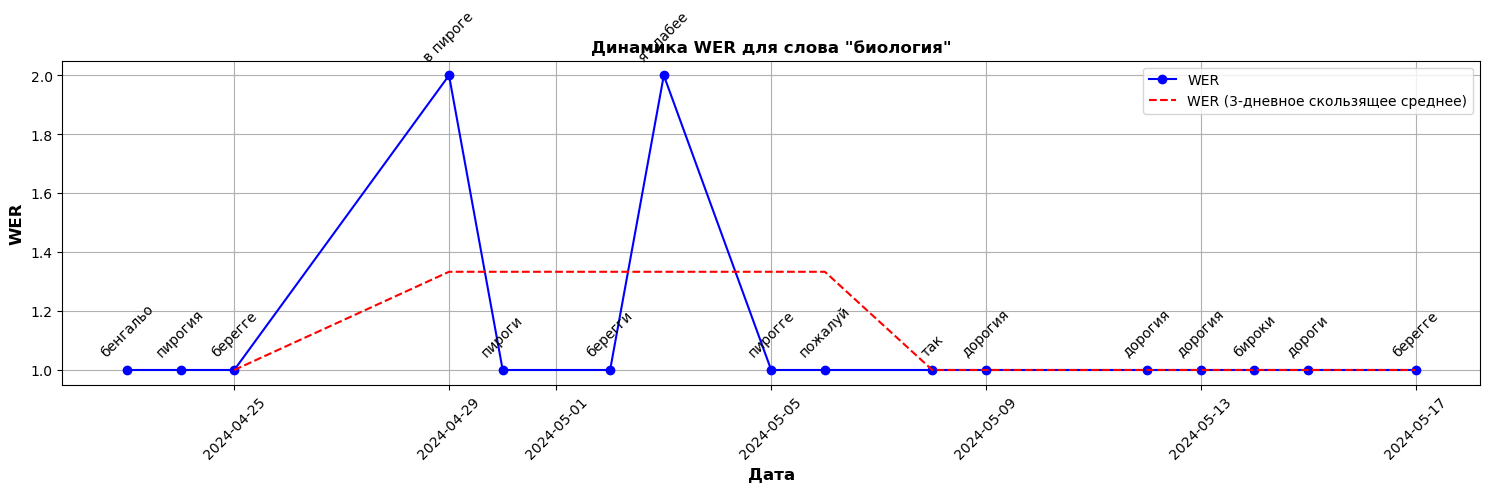 Динамика WER для слова "биология"
WER
WER (3-дневное скользящее среднее)
WER
2.0
1.8
1.6
1.4
1.2
1.0
бенгальо
пирогия
берегге
в пироге
пироги
берегги
я слабее
пирогге
пожалуй
так
дорогия
дорогия
дорогия
бироки
дороги
берегге
2024-04-25
2024-04-29
2024-05-01
2024-05-05
2024-05-09
2024-05-13
2024-05-17
Дата